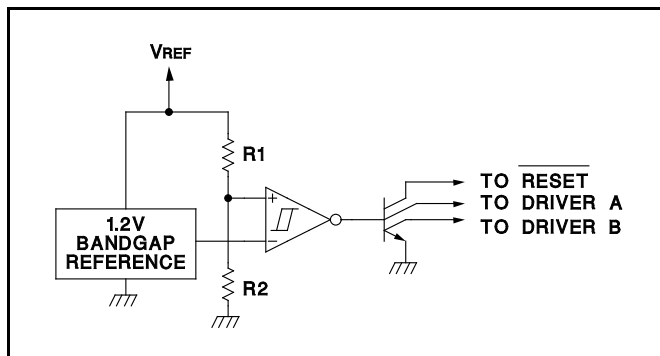 VREF
R1
+
TO RESET
TO DRIVER A
TO DRIVER B
1.2V
BANDGAP
REFERENCE
−
R2